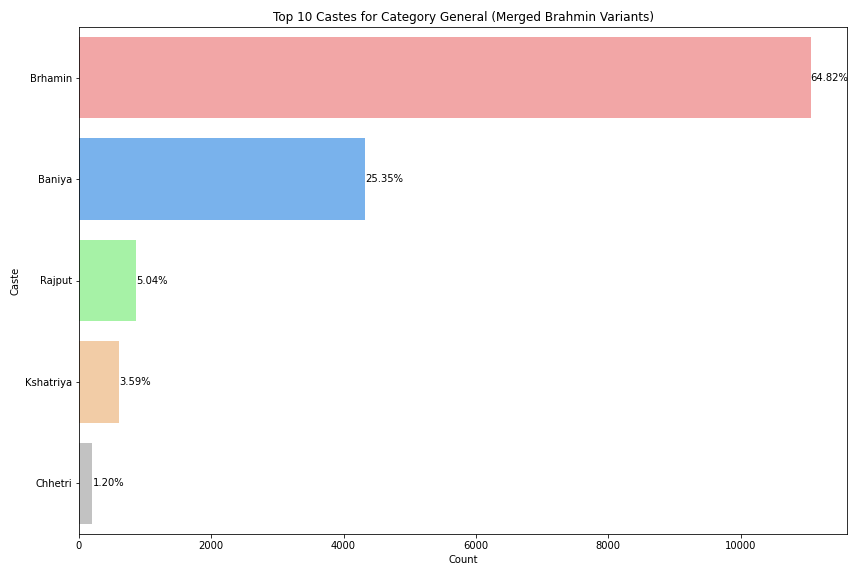 Top 10 Castes for Category General (Merged Brahmin Variants)
Caste
Brhamin
64.82%
Baniya
25.35%
Rajput
5.04%
Kshatriya
3.59%
Chhetri
1.20%
0 2000 4000 6000 8000 10000
Count